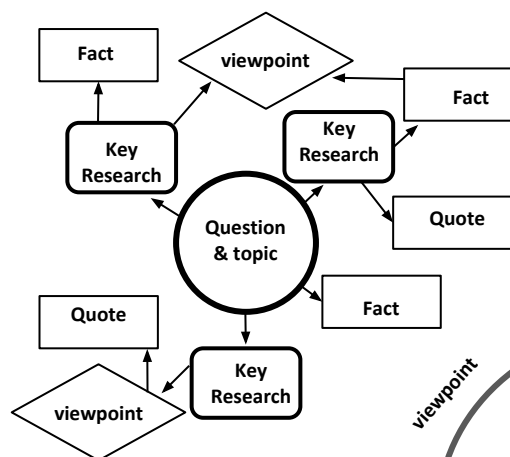 Fact
viewpoint
Fact
Key
Research
Key
Research
Quote
Question
& topic
Fact
Quote
Key
Research
viewpoint
viewpoint